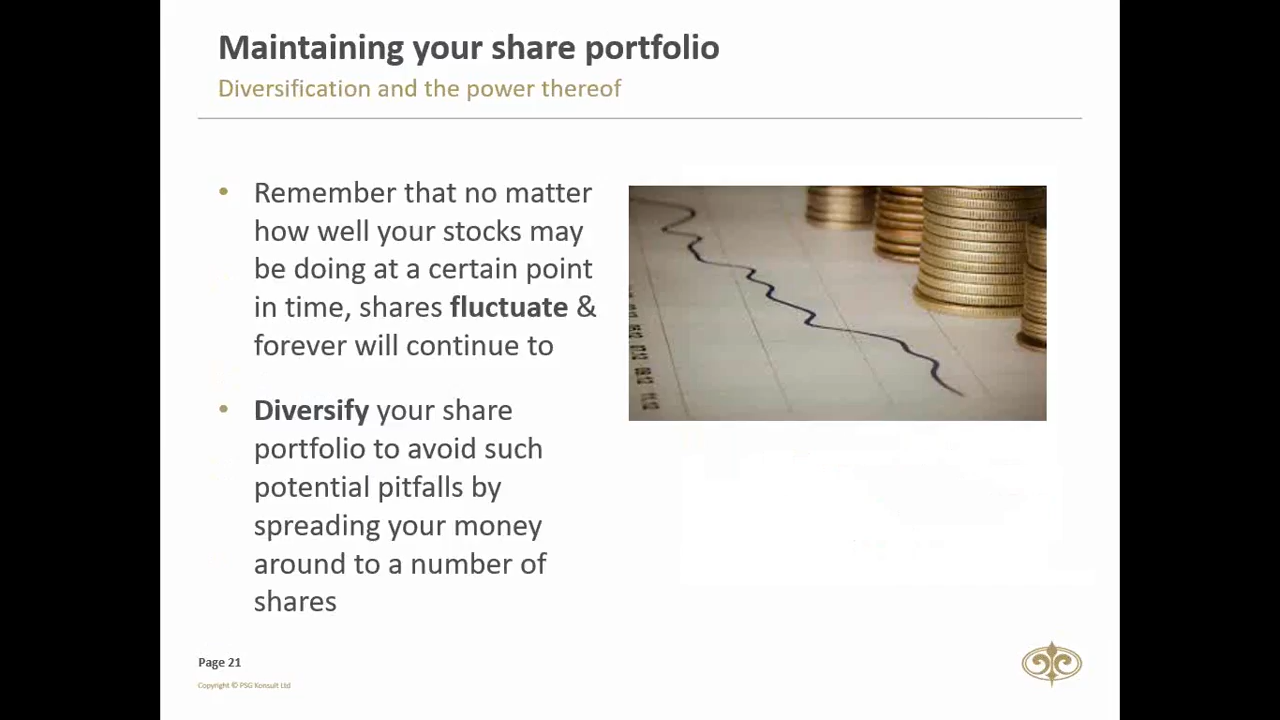 Maintaining your share portfolio
Diversification and the power thereof
• Remember that no matter
how well your stocks may
be doing at a certain point
in time, shares fluctuate &
forever will continue to
• Diversify your share
portfolio to avoid such
potential pitfalls by
spreading your money
around to a number of
shares
Page 21
Copyright © PSG Konsult Ltd